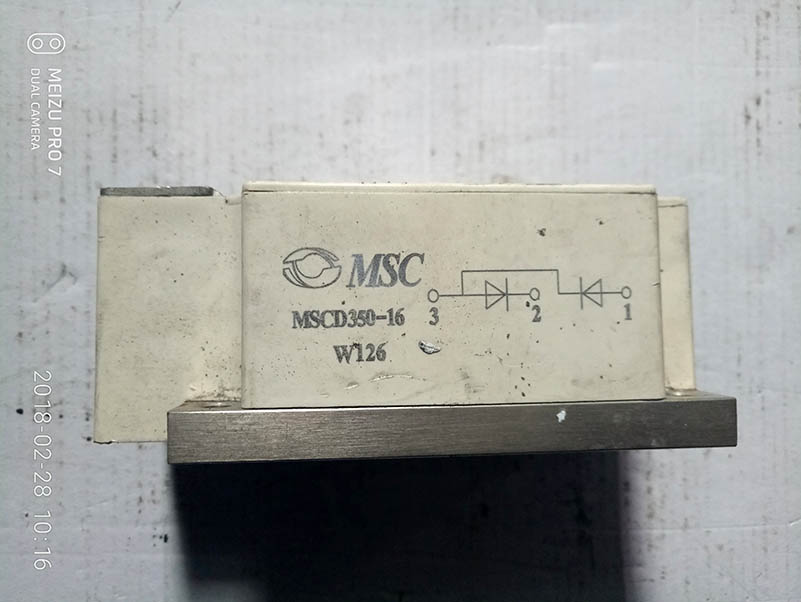 MEIZU PRO 7
DUAL CAMERA
MSC
MSCD350-16
W126
3
2
1
2018-02-28 10:16